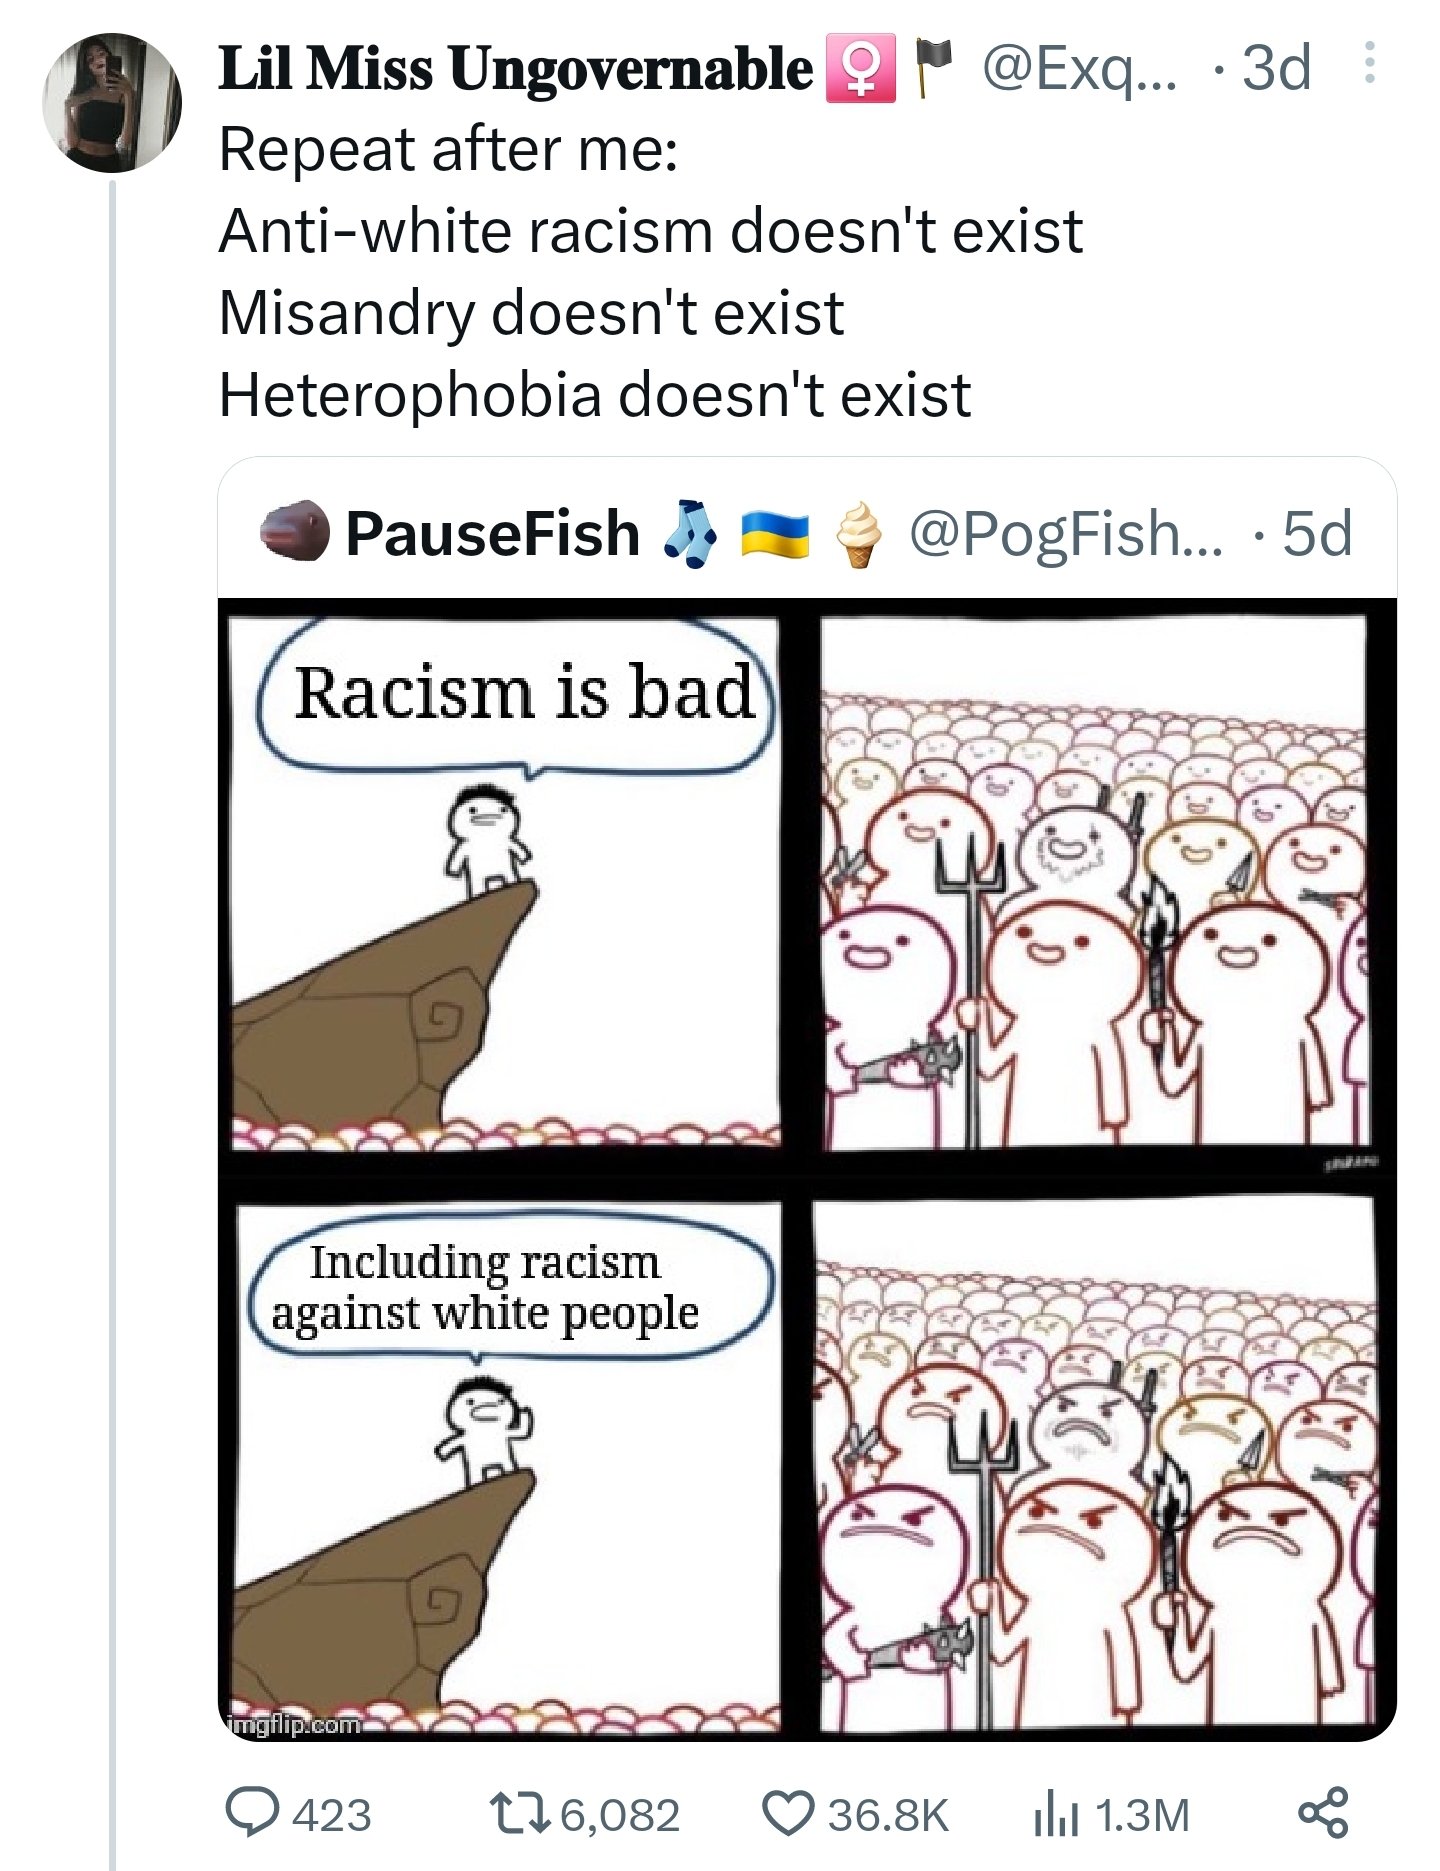 Lil Miss Ungovernable ♀️🏴 @Exq... · 3d
Repeat after me:
Anti-white racism doesn't exist
Misandry doesn't exist
Heterophobia doesn't exist
PauseFish 🧦 🇺🇦 🍦 @PogFish... · 5d
Racism is bad
Including racism
against white people
imgflip.com
423 6,082 36.8K 1.3M